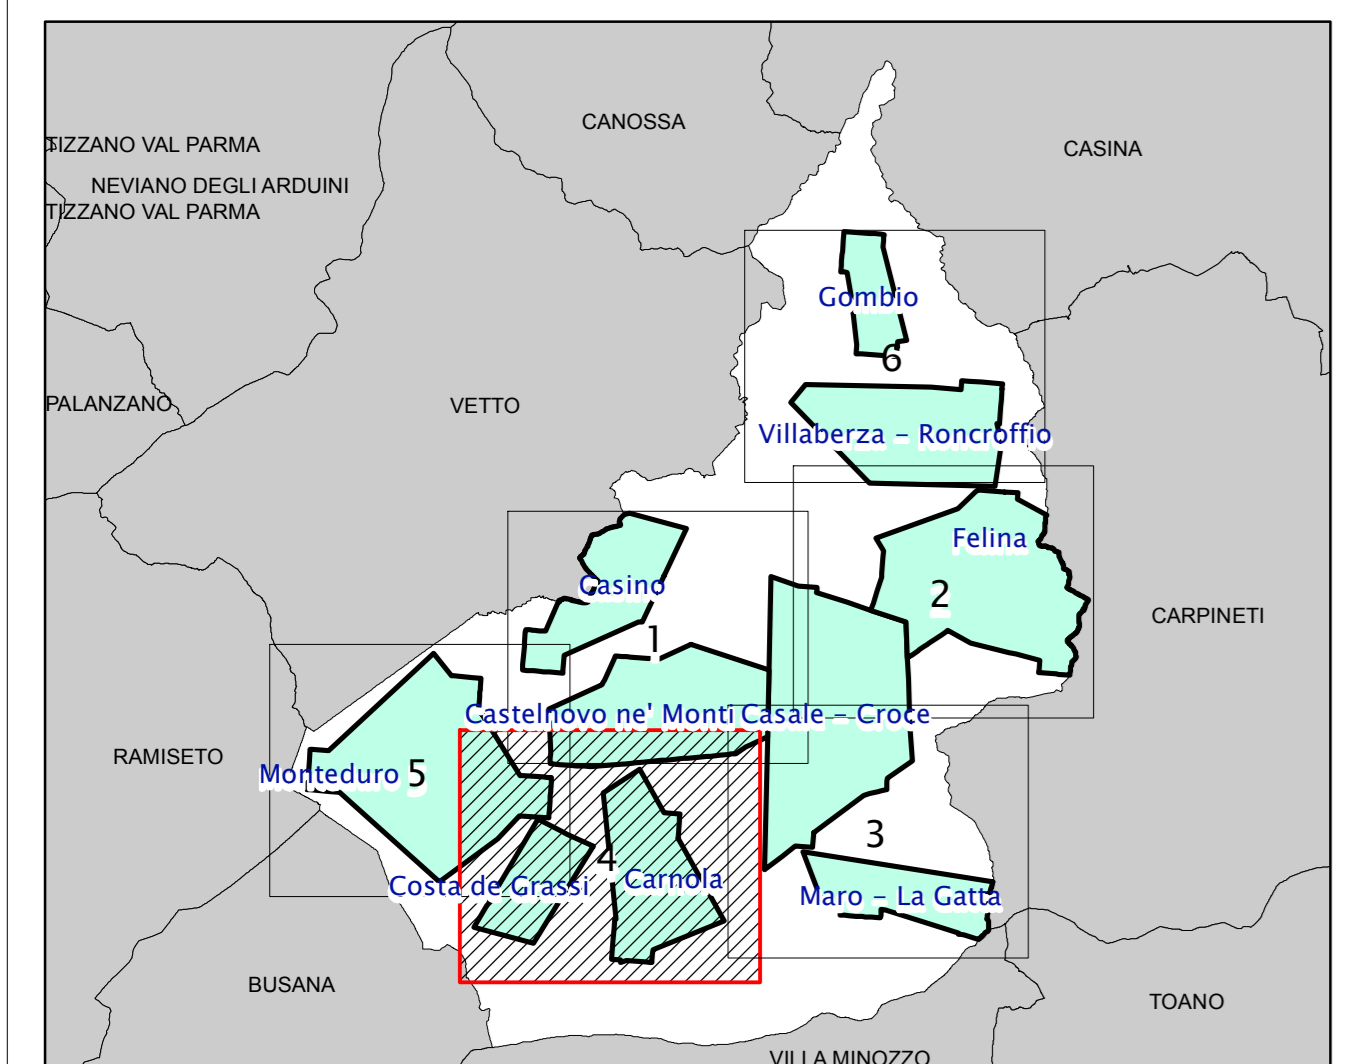 CANOSSA
TIZZANO VAL PARMA
CASINA
NEVIANO DEGLI ARDUINI
TIZZANO VAL PARMA
Gombio
6
PALANZANO
VETTO
Villaberza – Roncroffio
Felina
Casino
2
CARPINETI
1
Castelnovo ne' Monti
Casale – Croce
RAMISETO
Monteduro
5
3
4
Costa de Grassi
Carnola
Maro – La Gatta
BUSANA
TOANO
VILLA MINOZZO